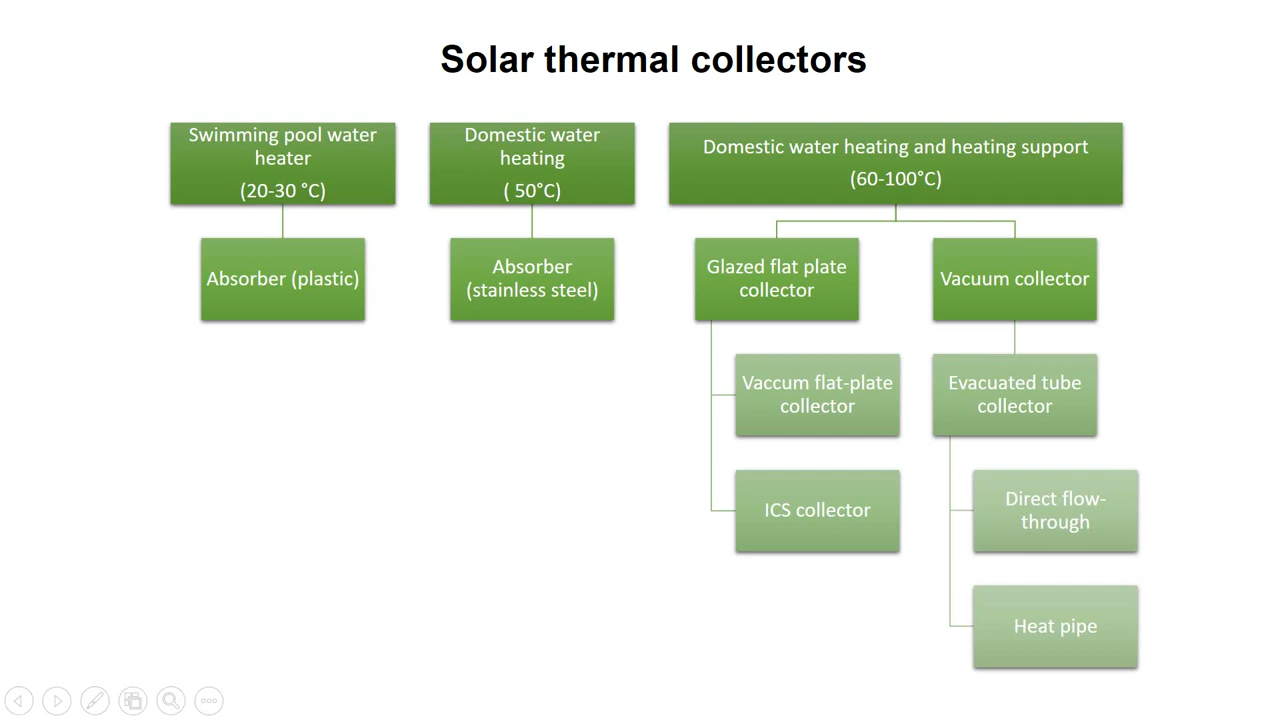 Solar thermal collectors
Swimming pool water
heater
(20-30 °C)
Domestic water
heating
( 50°C)
Domestic water heating and heating support
(60-100°C)
Absorber (plastic)
Absorber
(stainless steel)
Glazed flat plate
collector
Vacuum collector
Vaccum flat-plate
collector
Evacuated tube
collector
ICS collector
Direct flow-
through
Heat pipe